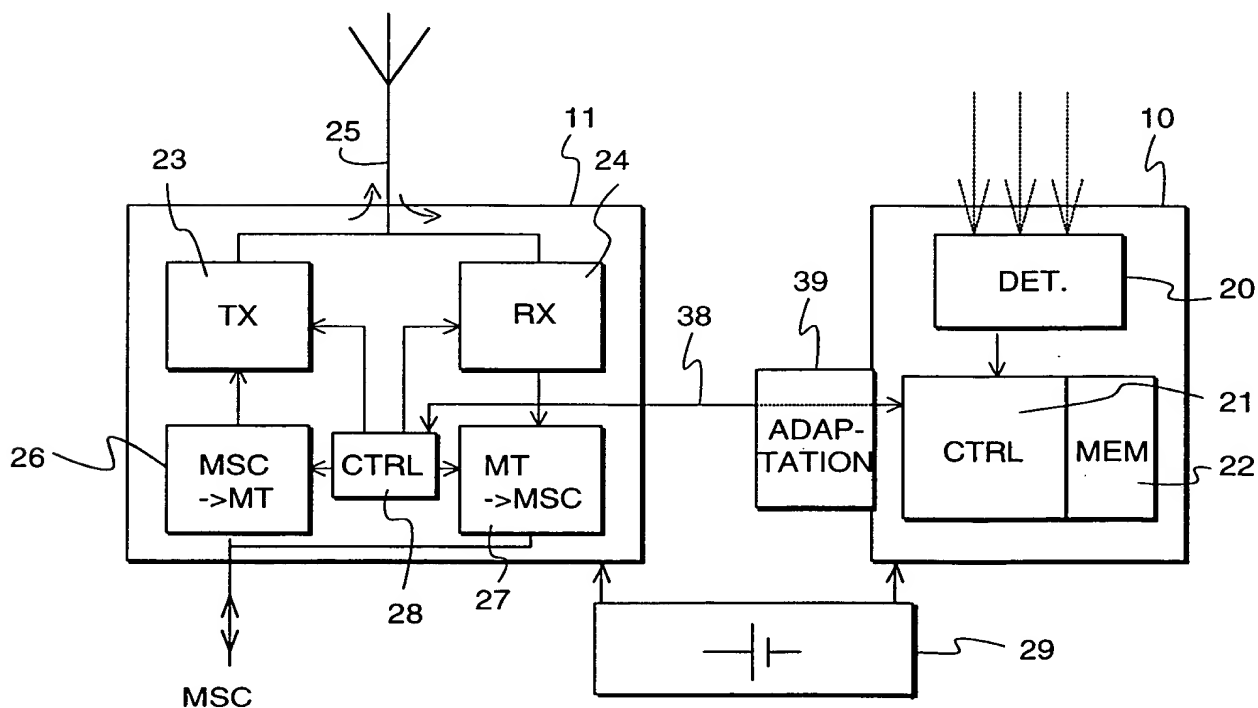 25
11
10
23
24
39
DET.
20
TX
RX
38
21
ADAP-
TATION
CTRL
MEM
22
26
MSC
->MT
CTRL
MT
->MSC
28
27
29
MSC